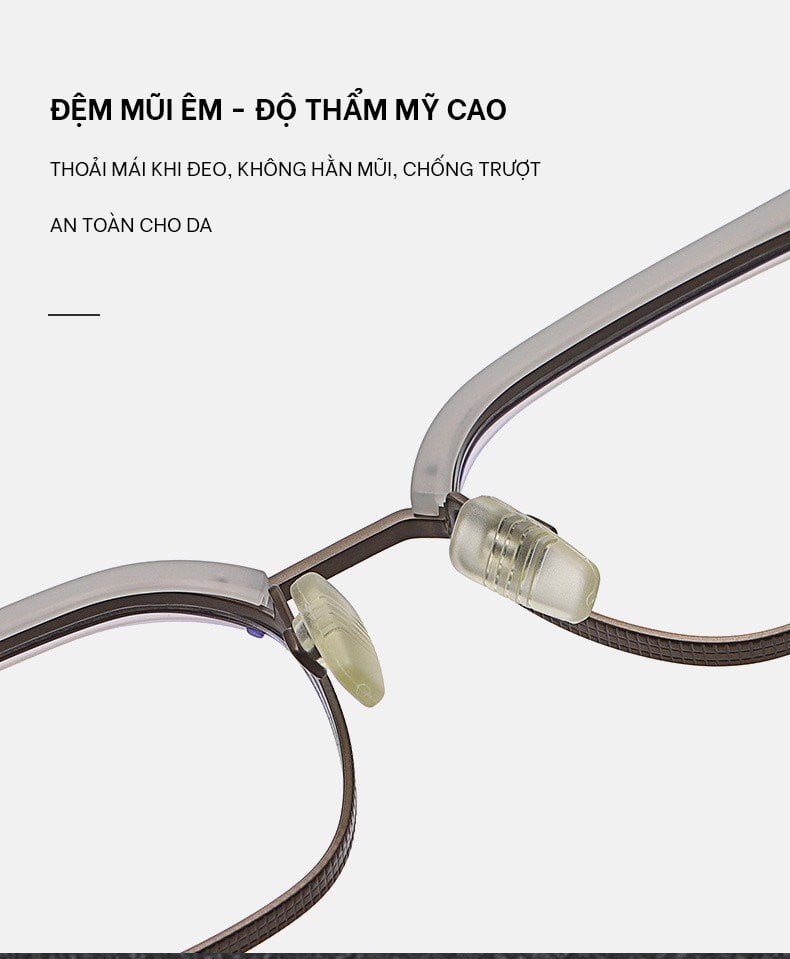 ĐỆM MŨI ÊM - ĐỘ THẨM MỸ CAO
THOẢI MÁI KHI ĐEO, KHÔNG HẰN MŨI, CHỐNG TRƯỢT
AN TOÀN CHO DA